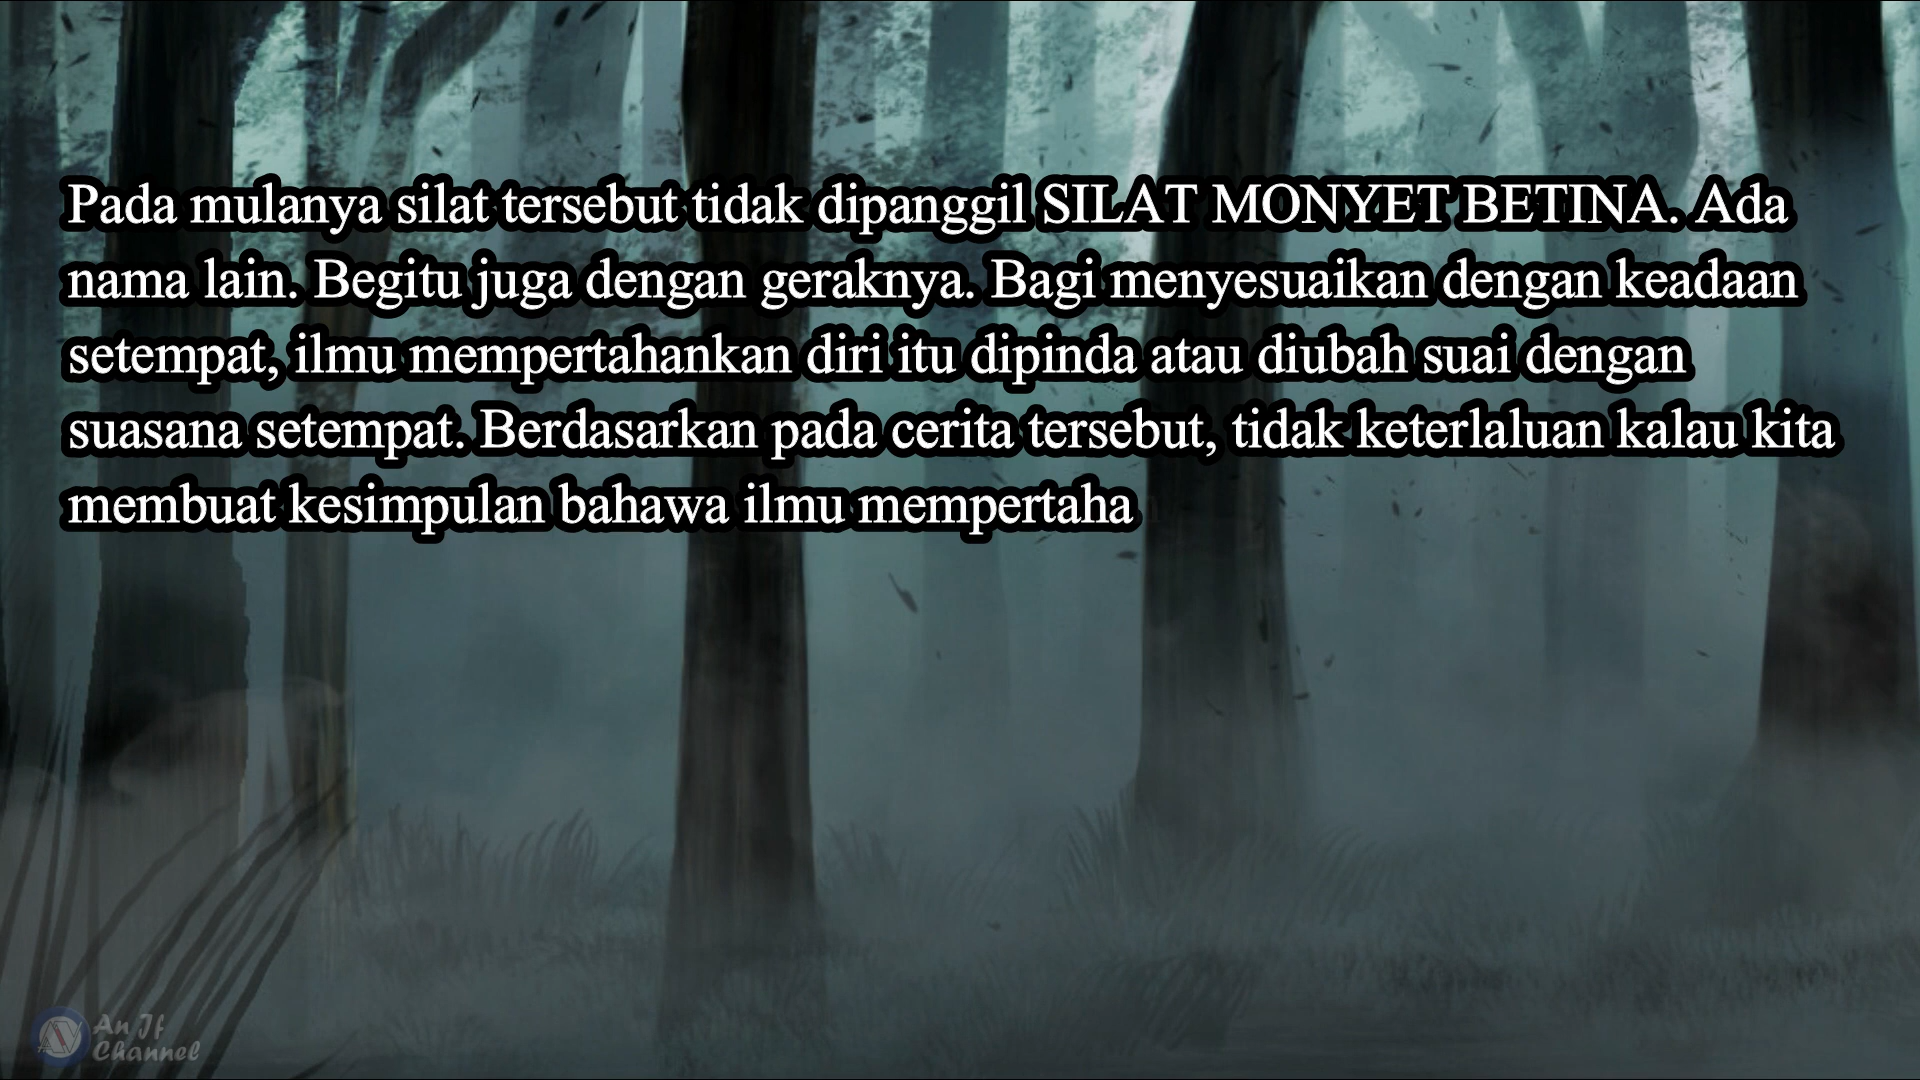 Pada mulanya silat tersebut tidak dipanggil SILAT MONYET BETINA. Ada
nama lain. Begitu juga dengan geraknya. Bagi menyesuaikan dengan keadaan
setempat, ilmu mempertahankan diri itu dipinda atau diubah suai dengan
suasana setempat. Berdasarkan pada cerita tersebut, tidak keterlaluan kalau kita
membuat kesimpulan bahawa ilmu mempertaha
An If
Channel